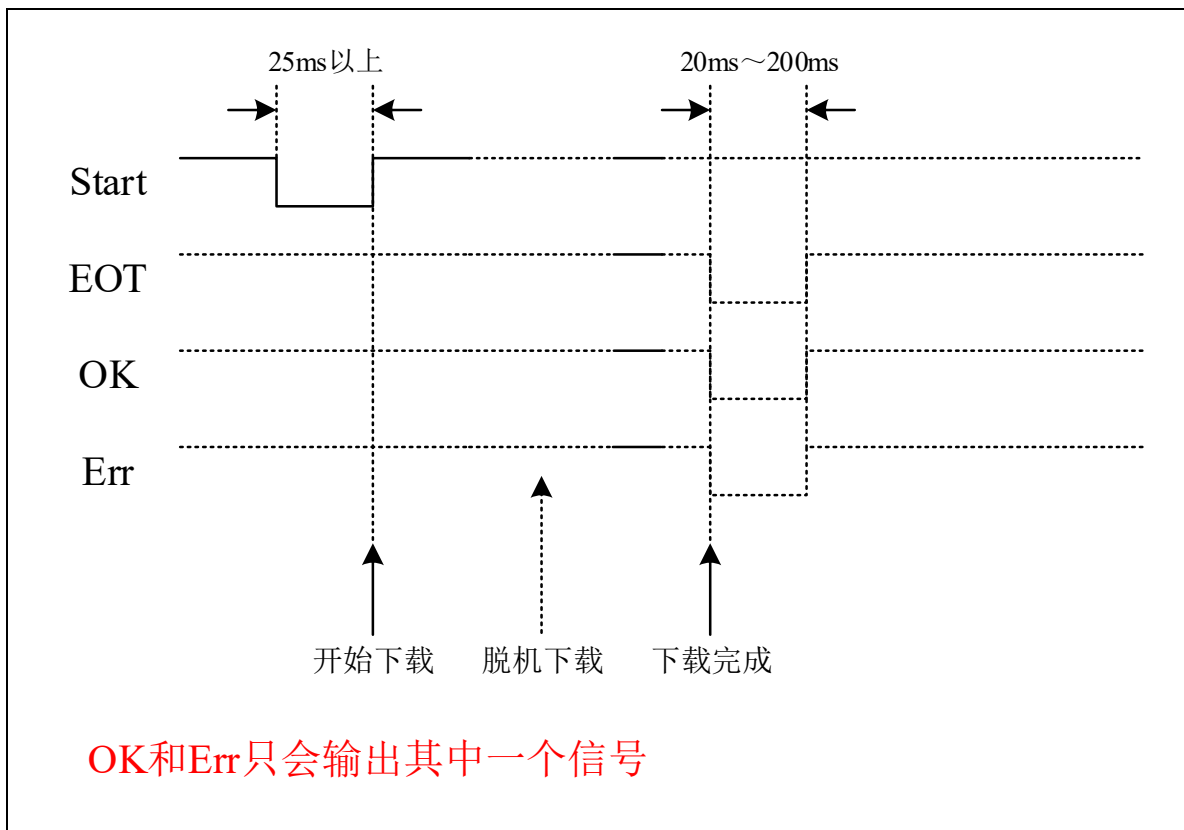 25ms以上
20ms～200ms
Start
EOT
OK
Err
开始下载
脱机下载
下载完成
OK和Err只会输出其中一个信号